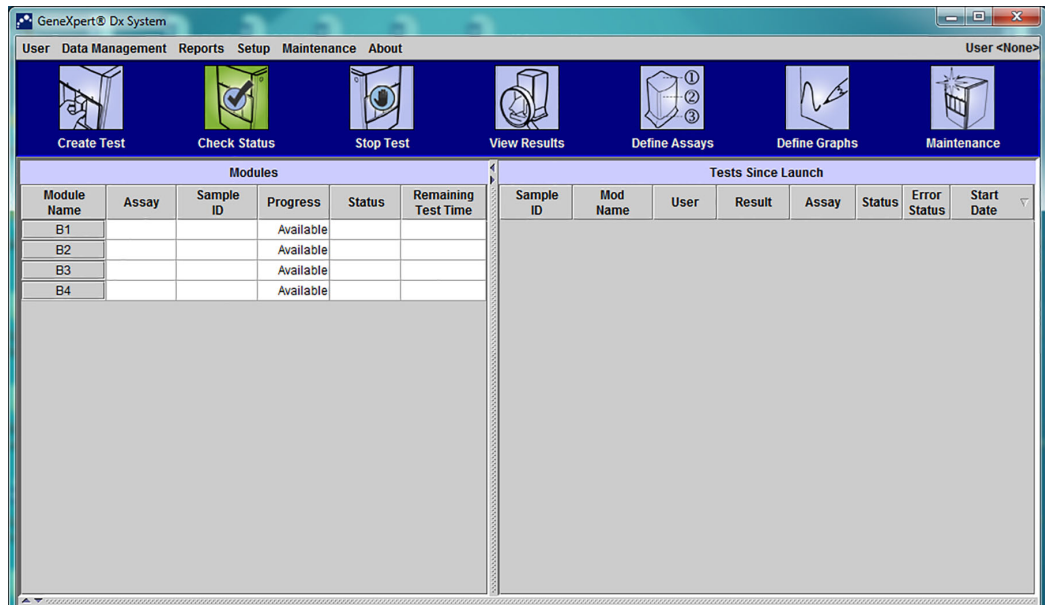 GeneXpert® Dx System
User Data Management Reports Setup Maintenance About User <None>
Create Test Check Status Stop Test View Results Define Assays Define Graphs Maintenance
① 
②
③
Modules
Module Name Assay Sample ID Progress Status Remaining Test Time
B1 Available
B2 Available
B3 Available
B4 Available
Tests Since Launch
Sample ID Mod Name User Result Assay Status Error Status Start Date